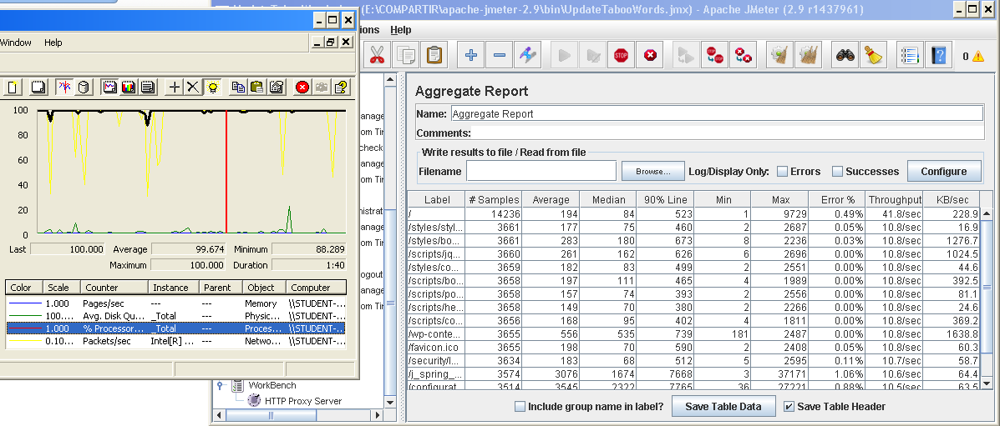 (E:\COMPARTIR\apache-jmeter-2.9\bin\UpdateTabooWords.jmx) - Apache JMeter (2.9 r1437961)
Window Help
ions Help
0
100
80
60
40
20
0
Last 100.000 Average 99.674 Minimum 88.289
Maximum 100.000 Duration 1:40
Color Scale Counter Instance Parent Object Computer
1.000 Pages/sec --- --- Memory \\STUDENT-
100.... Avg. Disk Qu... _Total --- Physic... \\STUDENT-
1.000 % Processor... _Total --- Proces... \\STUDENT-
0.10... Packets/sec Intel[R] ... --- Netwo... \\STUDENT-
anage
om Tir
check
anage
om Tir
nistrat
anage
om Tir
ogout
anage
om Tir
WorkBench
HTTP Proxy Server
Aggregate Report
Name: Aggregate Report
Comments:
Write results to file / Read from file
Filename Browse... Log/Display Only: Errors Successes Configure
Label # Samples Average Median 90% Line Min Max Error % Throughput KB/sec
/ 14236 194 84 523 1 9729 0.49% 41.8/sec 228.9
/styles/styl... 3661 177 75 460 2 2687 0.05% 10.8/sec 16.9
/styles/bo... 3661 283 180 673 8 2236 0.03% 10.8/sec 1276.7
/scripts/jq... 3660 261 162 626 6 2696 0.00% 10.8/sec 1024.5
/styles/co... 3659 182 83 499 2 2551 0.00% 10.8/sec 44.6
/scripts/bo... 3658 197 111 465 4 1989 0.00% 10.8/sec 392.5
/scripts/po... 3658 157 74 393 2 2556 0.00% 10.8/sec 81.1
/scripts/he... 3658 149 70 380 2 2266 0.00% 10.8/sec 24.6
/scripts/co... 3656 168 95 402 4 1811 0.00% 10.8/sec 369.2
/wp-conte... 3655 556 535 739 181 2487 0.00% 10.8/sec 1638.8
/favicon.ico 3655 198 70 590 2 2408 0.05% 10.8/sec 60.3
/security/l... 3634 183 68 512 5 2595 0.11% 10.7/sec 58.7
/j_spring_... 3574 3076 1674 7668 3 37171 1.06% 10.6/sec 64.4
/configurat... 3514 3545 2322 7765 36 27221 0.88% 10.5/sec 63.5
Include group name in label? Save Table Data Save Table Header